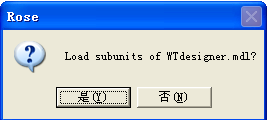 Rose
Load subunits of WTdesigner.mdl?
是(Y) 否(N)